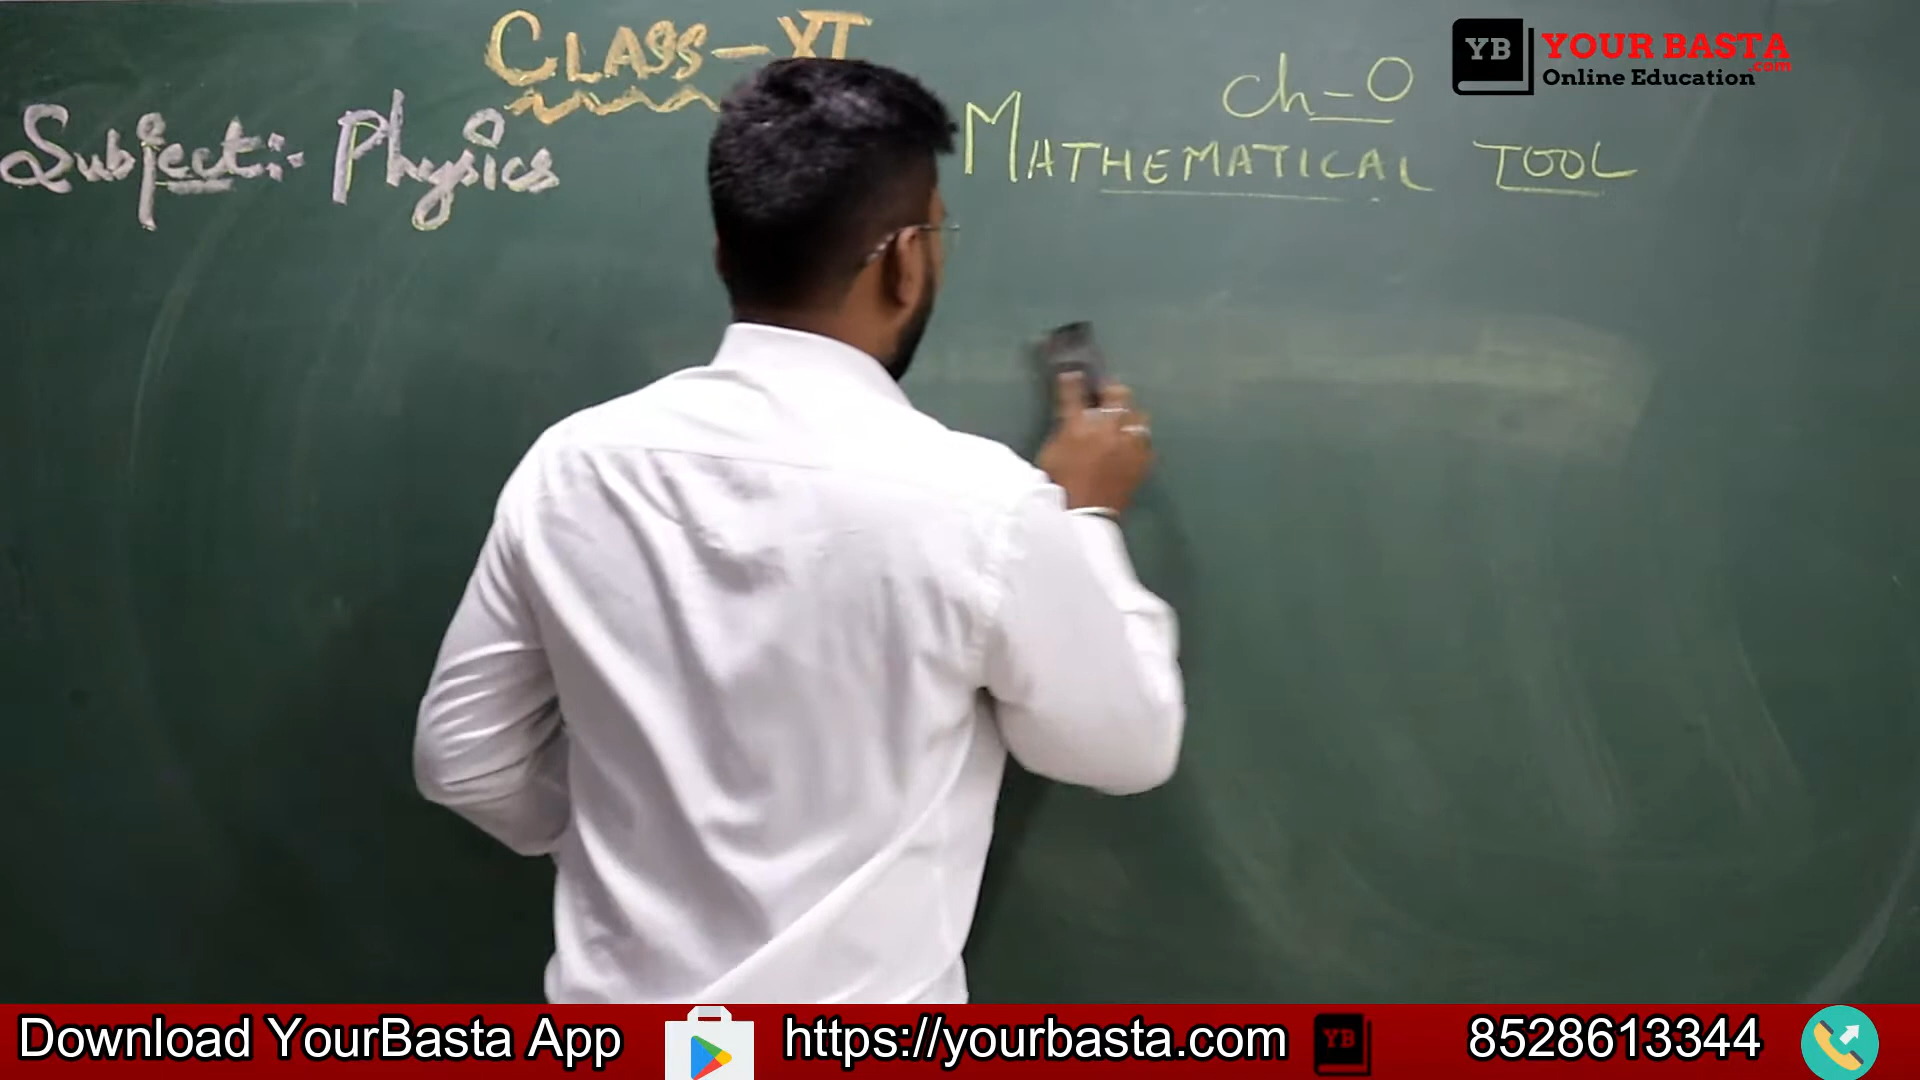 CLASS-XI
Subject:- Physics
Ch-0
MATHEMATICAL TOOL
YB YOUR BASTA
.com
Online Education
Download YourBasta App
https://yourbasta.com
YB
8528613344